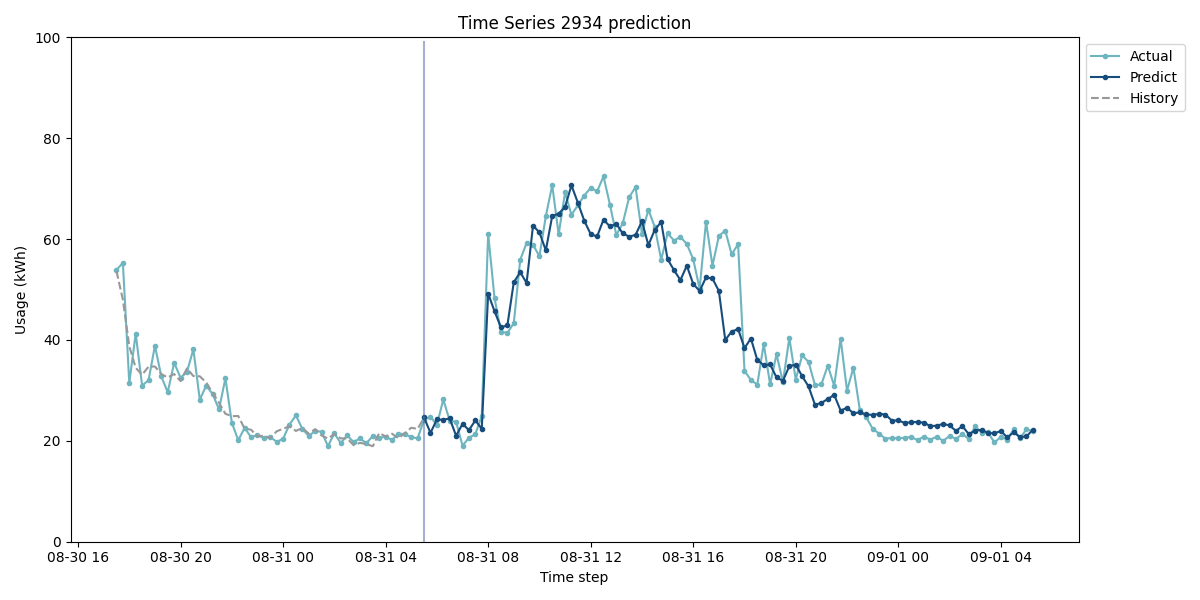 Time Series 2934 prediction
Usage (kWh)
100
80
60
40
20
0
08-30 16
08-30 20
08-31 00
08-31 04
08-31 08
08-31 12
08-31 16
08-31 20
09-01 00
09-01 04
Time step
Actual
Predict
History